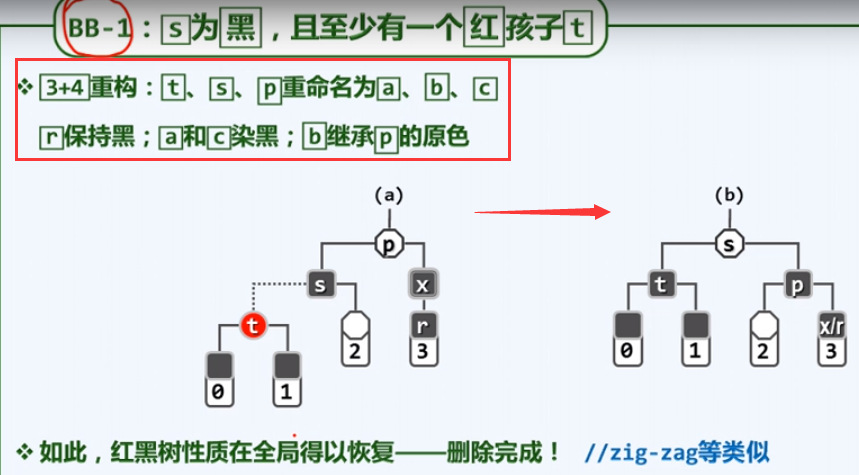 BB-1：s为黑，且至少有一个红孩子t
❖ 3+4重构：t、s、p重命名为a、b、c
r保持黑；a和c染黑；b继承p的原色
(a)
(b)
p
s
s
x
t
p
t
r
x/r
2
3
0
1
2
3
0
1
❖ 如此，红黑树性质在全局得以恢复——删除完成！ //zig-zag等类似